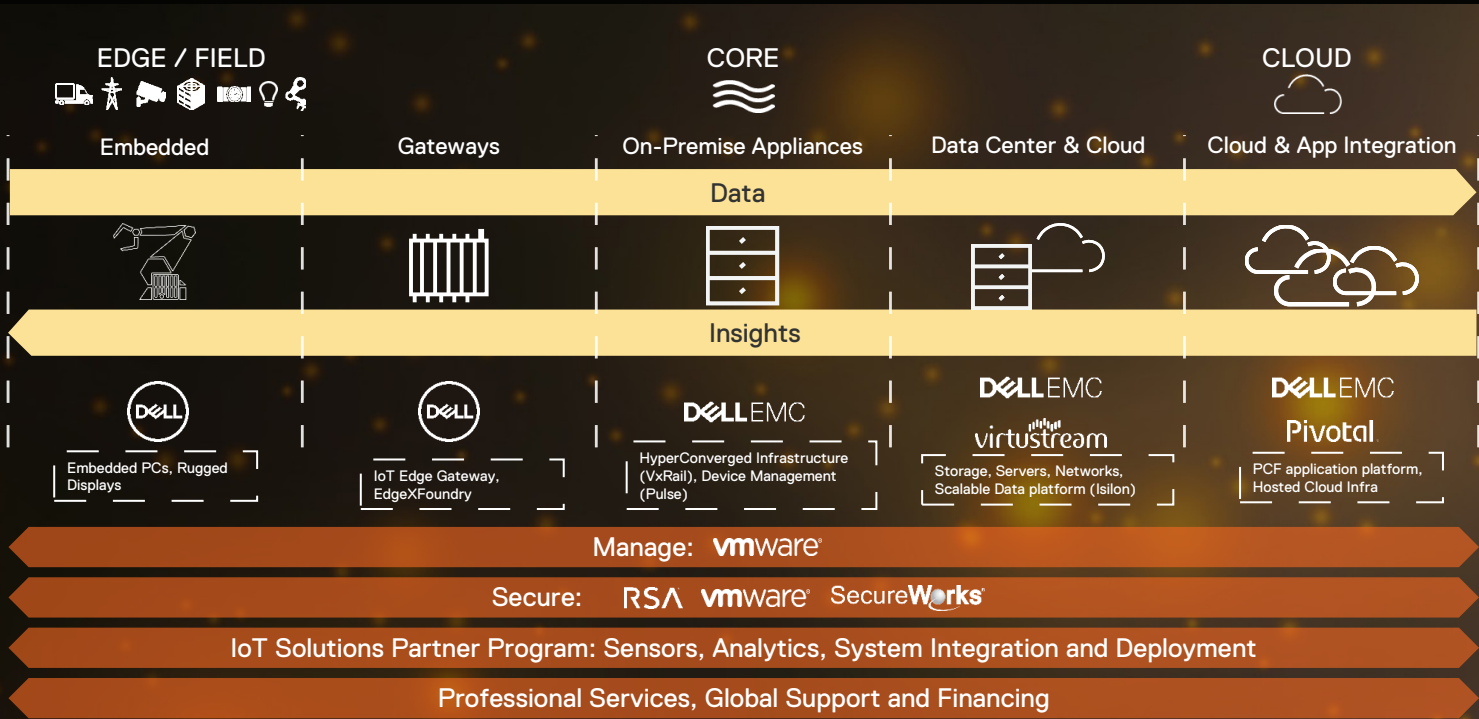 EDGE / FIELD
CORE
CLOUD
Embedded
Gateways
On-Premise Appliances
Data Center & Cloud
Cloud & App Integration
Data
Insights
DELL
DELL
DELLEMC
DELLEMC
virtustream
DELLEMC
Pivotal
Embedded PCs, Rugged
Displays
IoT Edge Gateway,
EdgeXFoundry
HyperConverged Infrastructure
(VxRail), Device Management
(Pulse)
Storage, Servers, Networks,
Scalable Data platform (Isilon)
PCF application platform,
Hosted Cloud Infra
Manage: vmware®
Secure: RSA vmware® SecureWorks
IoT Solutions Partner Program: Sensors, Analytics, System Integration and Deployment
Professional Services, Global Support and Financing